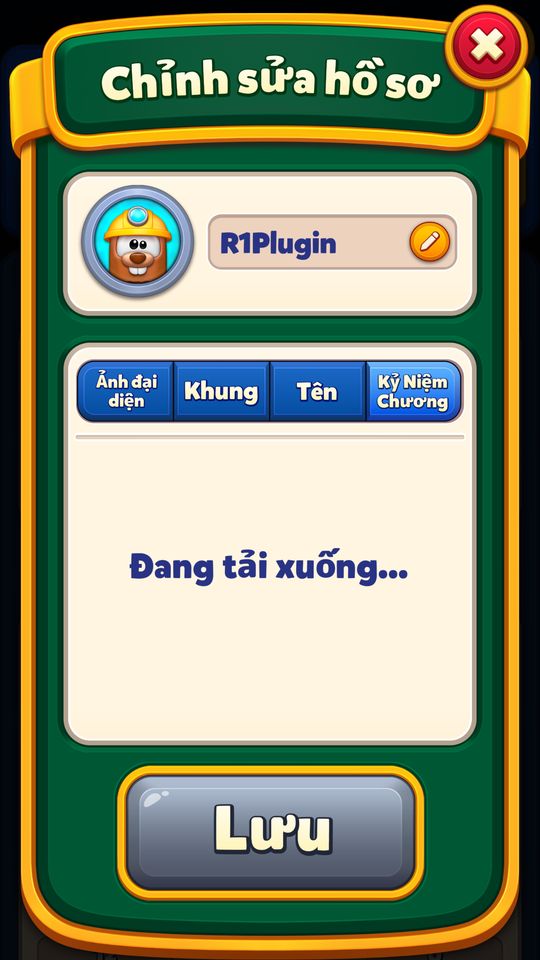 Chỉnh sửa hồ sơ
R1Plugin
Ảnh đại
diện
Khung
Tên
Kỷ Niệm
Chương
Đang tải xuống...
Lưu